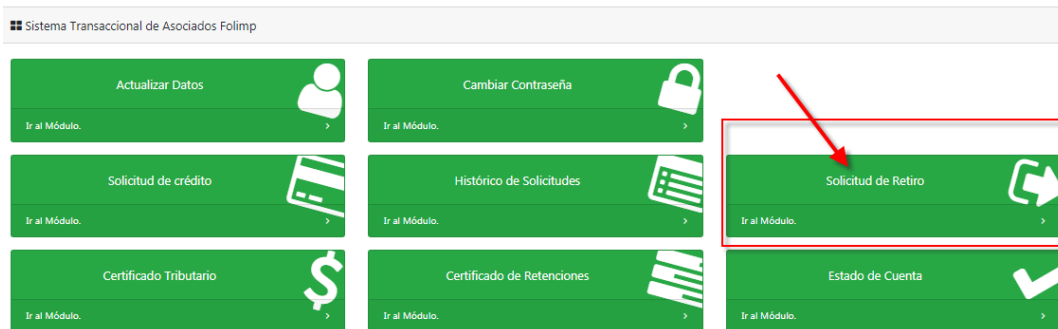 Sistema Transaccional de Asociados Folimp
Actualizar Datos
Ir al Módulo.
Cambiar Contraseña
Ir al Módulo.
Solicitud de crédito
Ir al Módulo.
Histórico de Solicitudes
Ir al Módulo.
Solicitud de Retiro
Ir al Módulo.
Certificado Tributario
Ir al Módulo.
Certificado de Retenciones
Ir al Módulo.
Estado de Cuenta
Ir al Módulo.